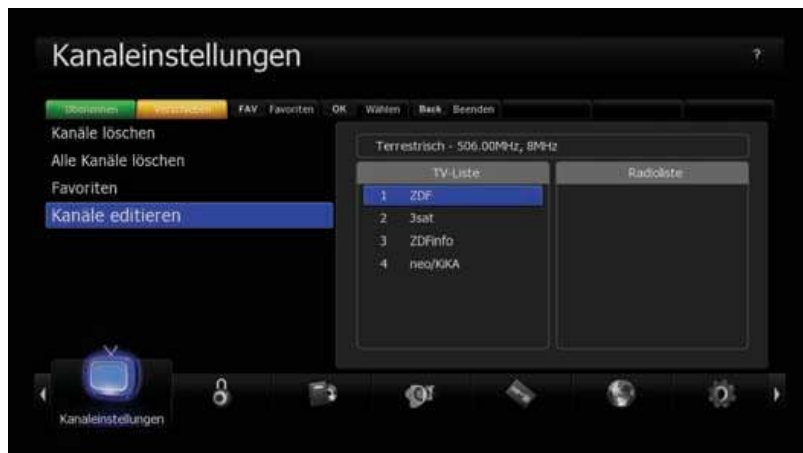 Kanaleinstellungen
?
Verschieben FAV Favoriten OK Wählen Back Beenden
Kanäle löschen
Alle Kanäle löschen
Favoriten
Kanäle editieren
Terrestrisch - 506.00MHz, 8MHz
TV-Liste
Radioliste
1 ZDF
2 3sat
3 ZDFinfo
4 neo/KiKA
Kanaleinstellungen